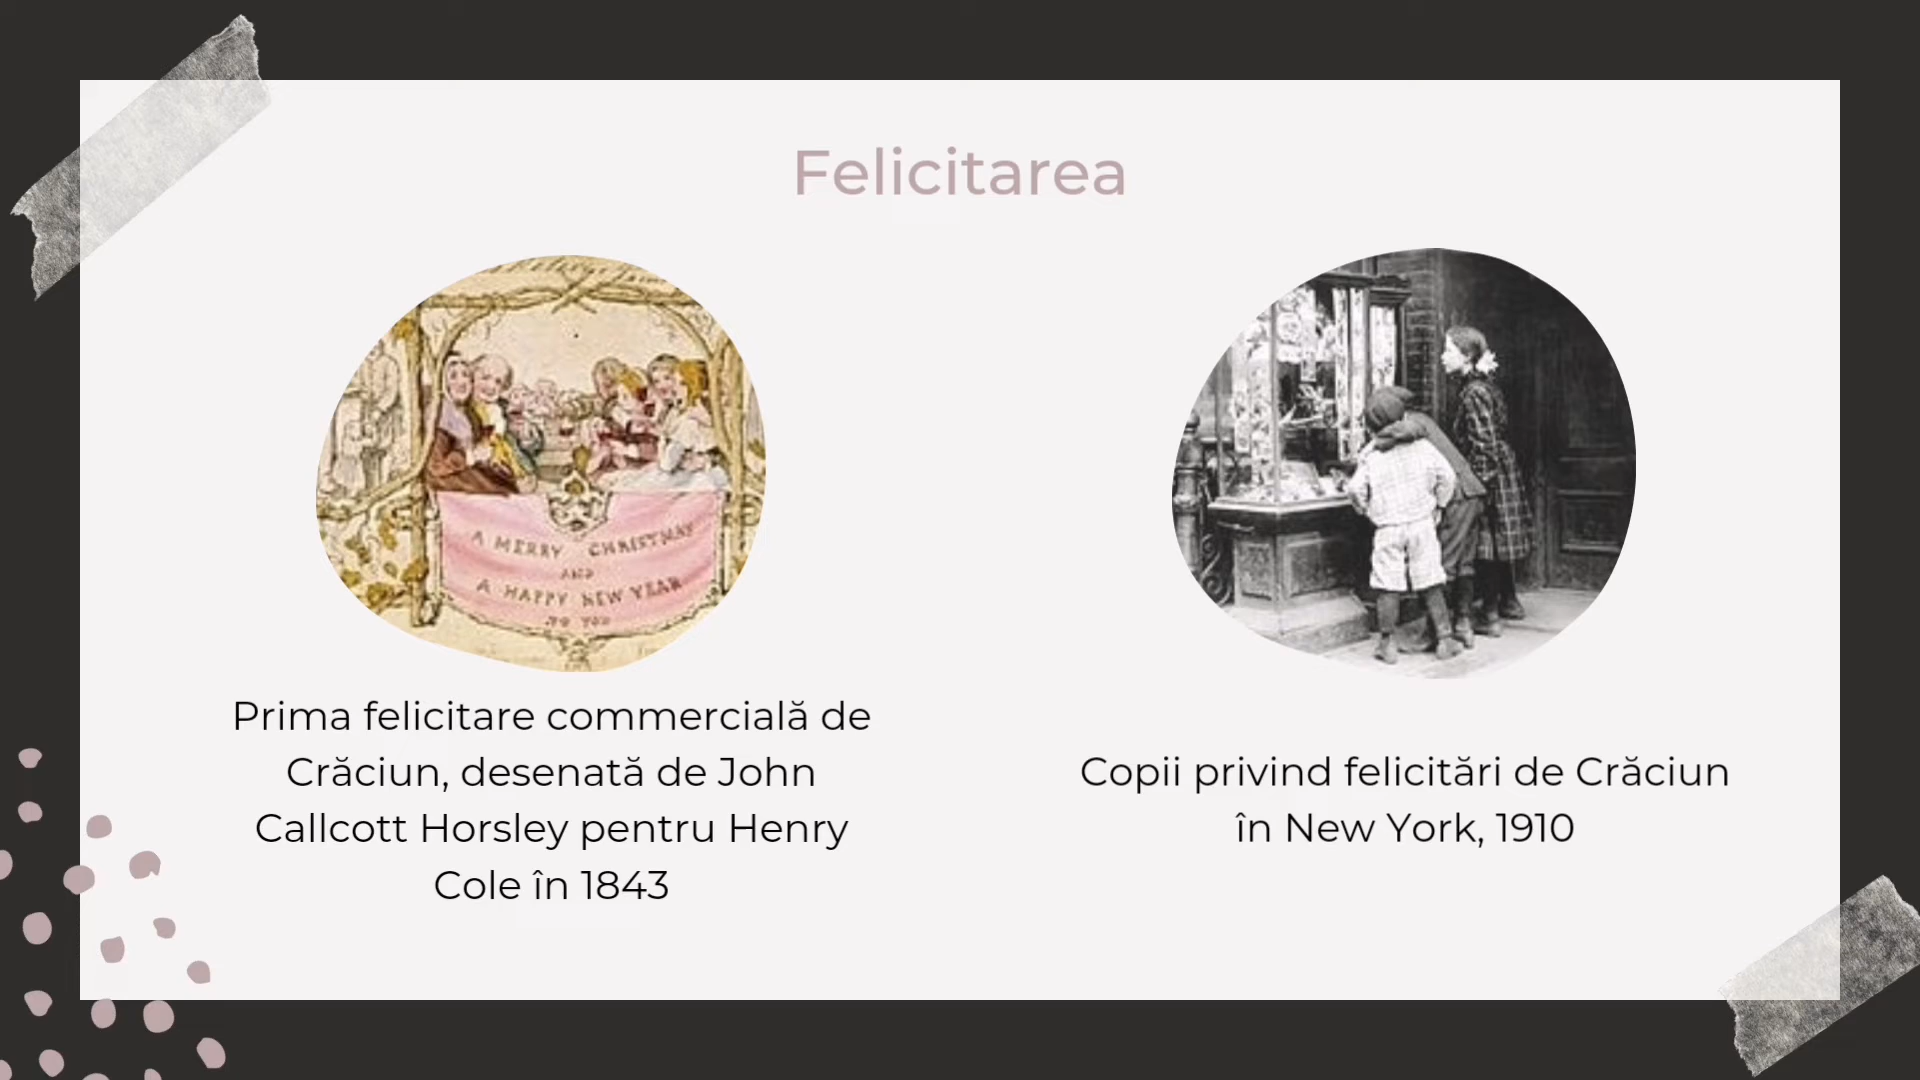 Felicitarea
A MERRY CHRISTMAS
AND
A HAPPY NEW YEAR
TO YOU
Prima felicitare commercială de
Crăciun, desenată de John
Callcott Horsley pentru Henry
Cole în 1843
Copii privind felicitări de Crăciun
în New York, 1910